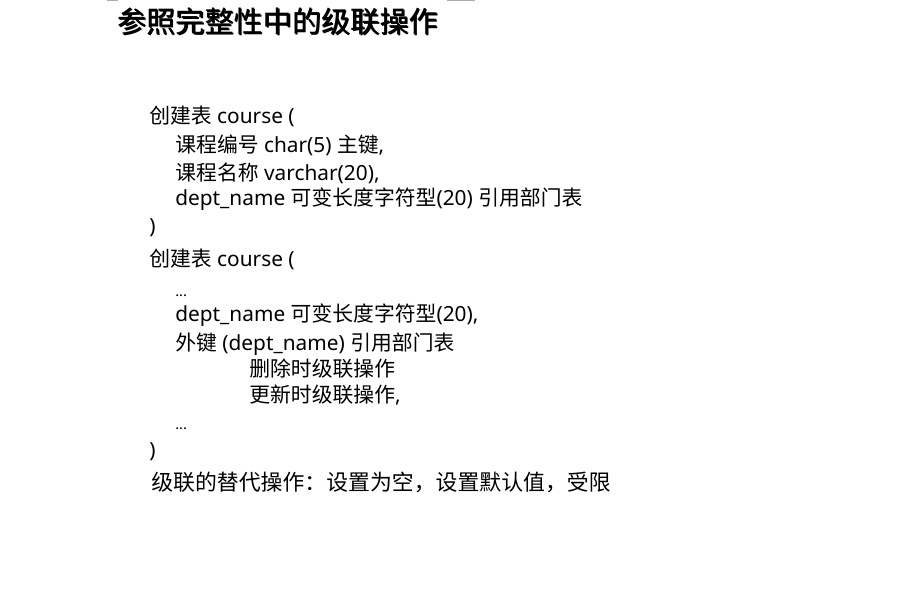 参照完整性中的级联操作
创建表 course (
课程编号 char(5) 主键,
课程名称 varchar(20),
dept_name 可变长度字符型(20) 引用部门表
)
创建表 course (
...
dept_name 可变长度字符型(20),
外键 (dept_name) 引用部门表
删除时级联操作
更新时级联操作,
...
)
级联的替代操作：设置为空，设置默认值，受限